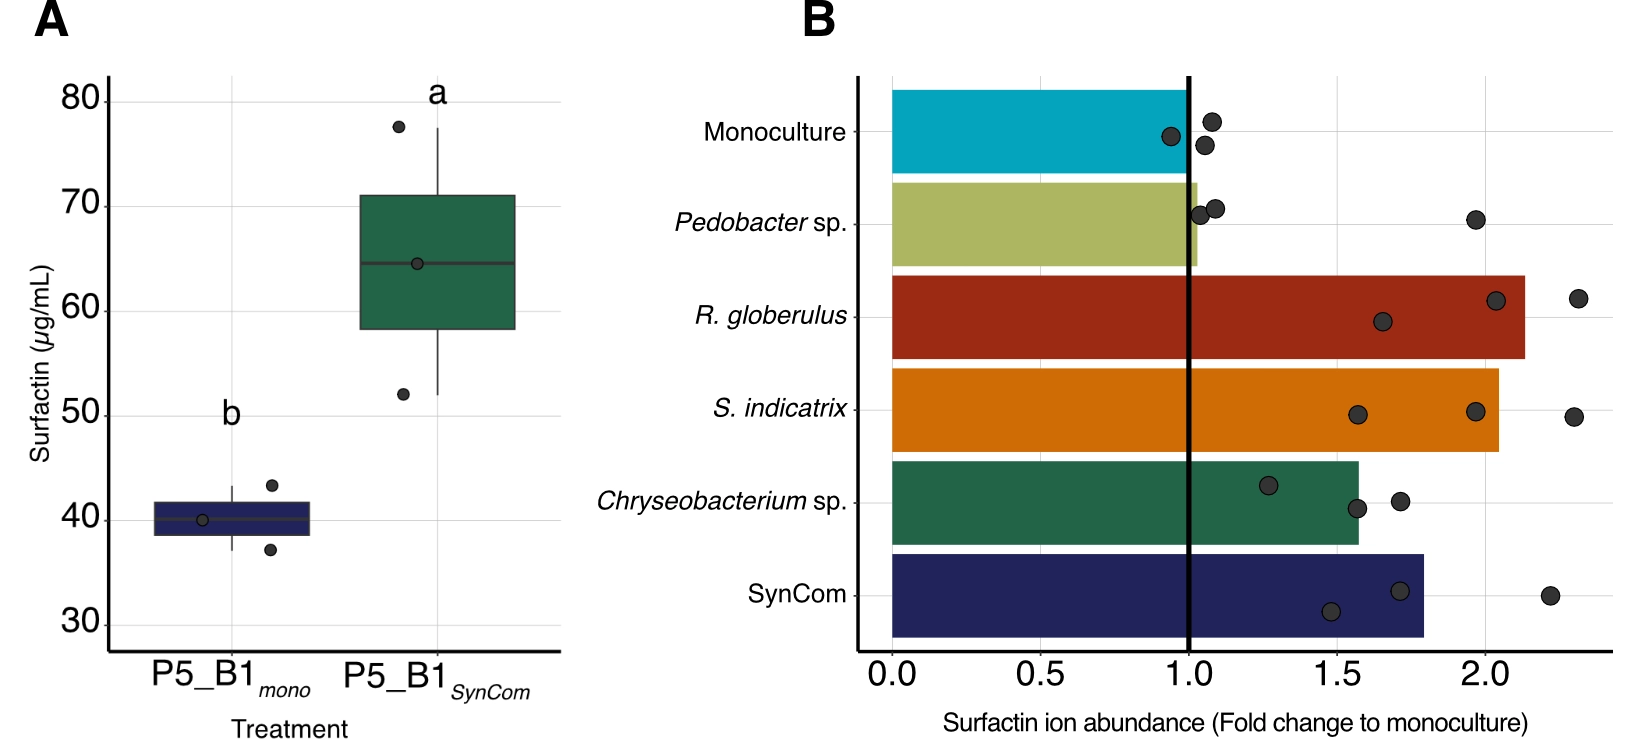 A
Surfactin (µg/mL)
80
70
60
50
40
30
a
b
P5_B1mono
P5_B1SynCom
Treatment
B
Monoculture
Pedobacter sp.
R. globerulus
S. indicatrix
Chryseobacterium sp.
SynCom
0.0 0.5 1.0 1.5 2.0
Surfactin ion abundance (Fold change to monoculture)